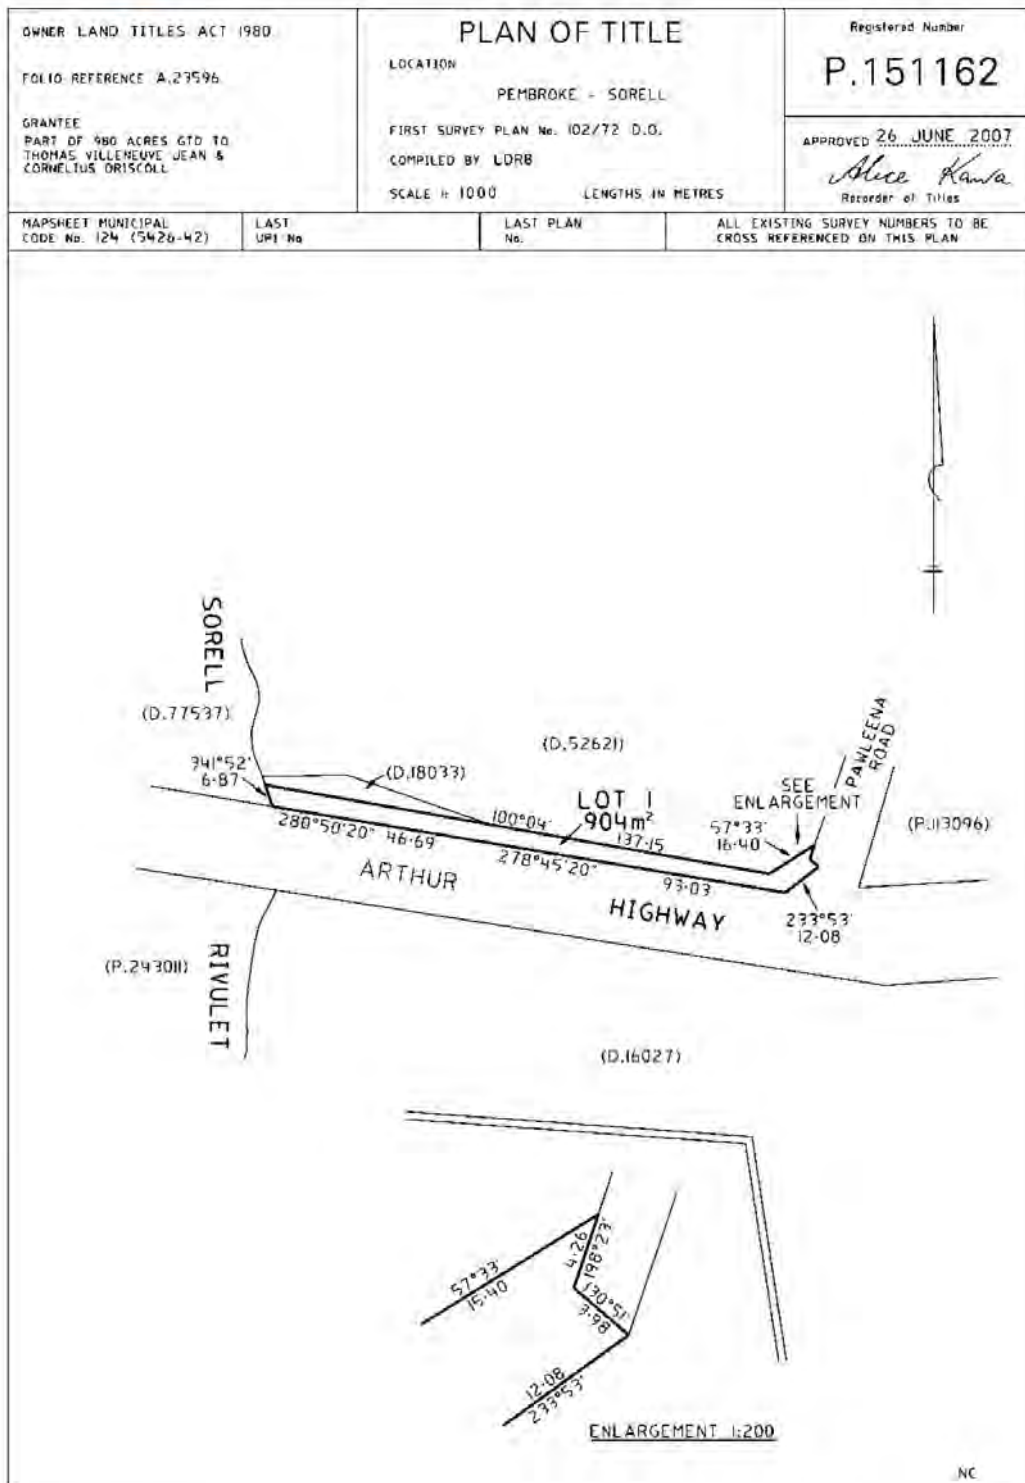 OWNER LAND TITLES ACT 1980
FOLIO REFERENCE A.23596
GRANTEE
PART OF 980 ACRES GTD TO
THOMAS VILLENEUVE JEAN &
CORNELIUS DRISCOLL
PLAN OF TITLE
LOCATION
PEMBROKE - SORELL
FIRST SURVEY PLAN No. 102/72 D.O.
COMPILED BY LDRB
SCALE 1: 1000 LENGTHS IN METRES
Registered Number
P.151162
APPROVED 26 JUNE 2007
Alice Kawa
Recorder of Titles
MAPSHEET MUNICIPAL
CODE No. 124 (5426-42)
LAST
UPI No
LAST PLAN
No.
ALL EXISTING SURVEY NUMBERS TO BE
CROSS REFERENCED ON THIS PLAN
SORELL
(D.77537)
341°52'
6·87
(D.18033)
(D.52621)
PAWLEENA
ROAD
SEE
ENLARGEMENT
LOT 1
904m²
100°04'
137·15
57°33'
16·40
(P.113096)
280°50'20" 46·69
278°45'20"
93·03
ARTHUR
HIGHWAY
233°53'
12·08
(P.243011)
RIVULET
(D.16027)
57°33'
15·40
4·26
198°23'
130°51'
3·98
12·08
233°53'
ENLARGEMENT 1:200
NC